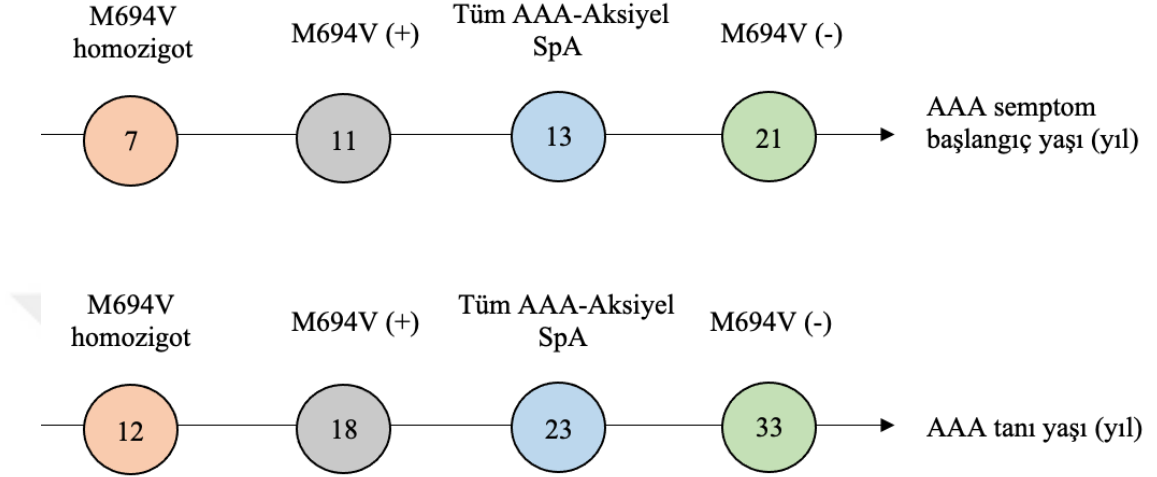 M694V
homozigot
M694V (+)
Tüm AAA-Aksiyel
SpA
M694V (-)
7
11
13
21
AAA semptom
başlangıç yaşı (yıl)
M694V
homozigot
M694V (+)
Tüm AAA-Aksiyel
SpA
M694V (-)
12
18
23
33
AAA tanı yaşı (yıl)